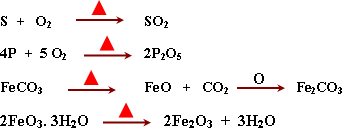 S + O₂ → SO₂
4P + 5 O₂ → 2P₂O₅
FeCO₃ → FeO + CO₂ O → Fe₂CO₃
2FeO₃. 3H₂O → 2Fe₂O₃ + 3H₂O